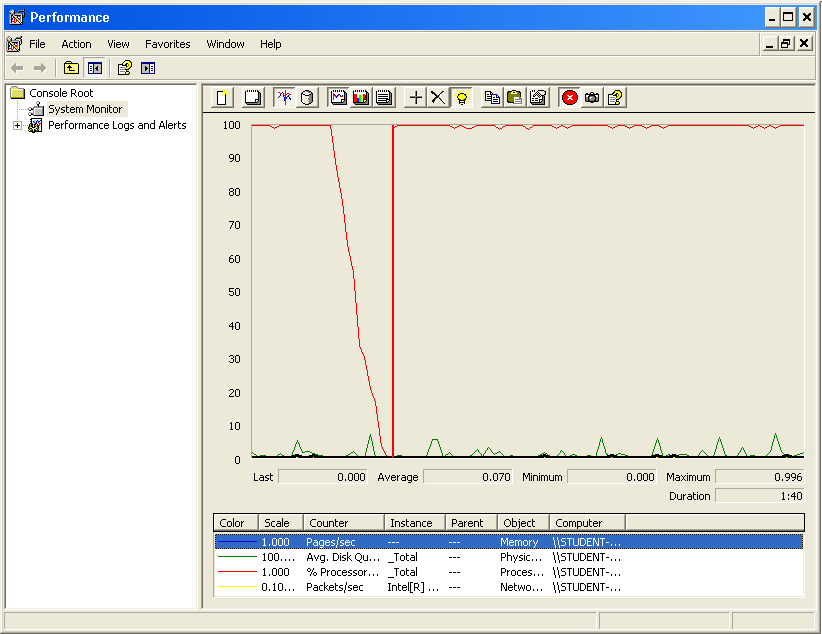 Performance
File Action View Favorites Window Help
Console Root
System Monitor
Performance Logs and Alerts
100
90
80
70
60
50
40
30
20
10
0
Last 0.000 Average 0.070 Minimum 0.000 Maximum 0.996
Duration 1:40
Color Scale Counter Instance Parent Object Computer
1.000 Pages/sec --- --- Memory \\STUDENT-...
100.... Avg. Disk Qu... _Total --- Physic... \\STUDENT-...
1.000 % Processor... _Total --- Proces... \\STUDENT-...
0.10... Packets/sec Intel[R] ... --- Netwo... \\STUDENT-...